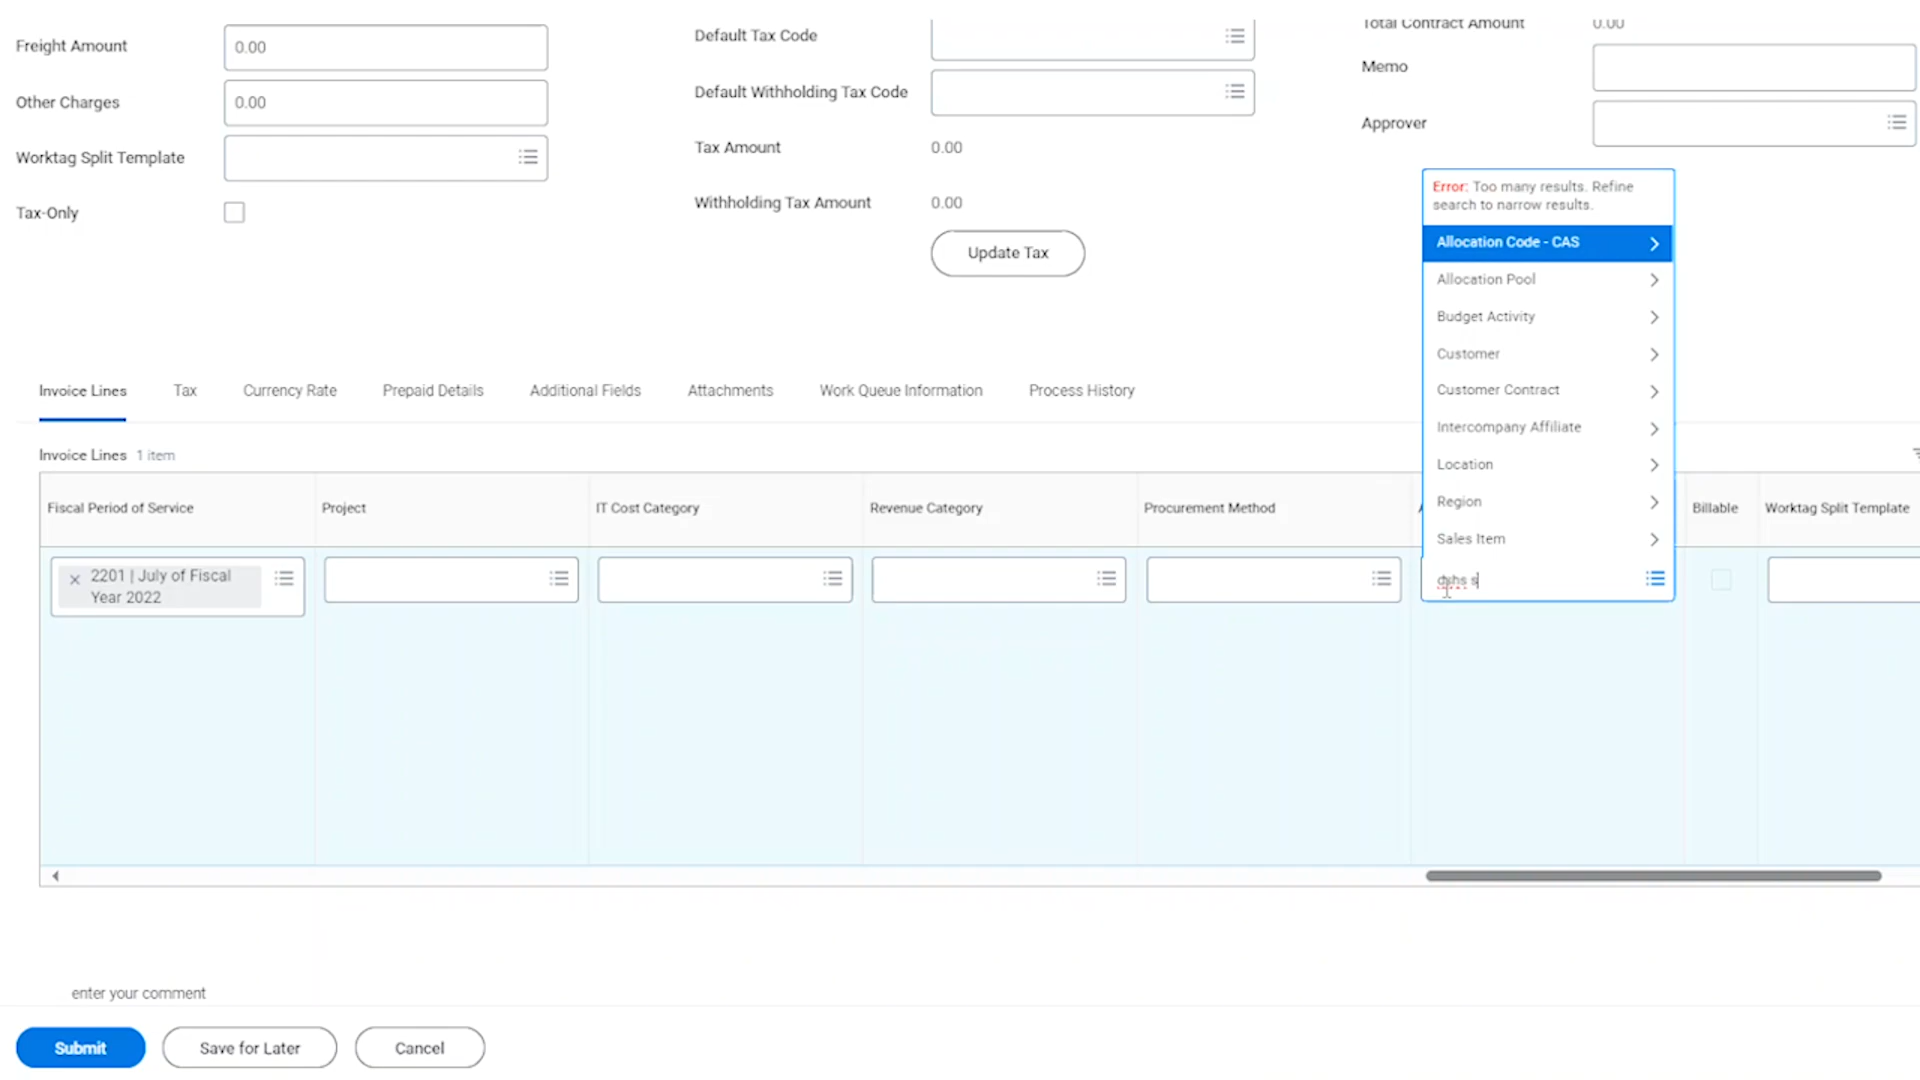 Freight Amount
0.00
Other Charges
0.00
Worktag Split Template
Tax-Only
Default Tax Code
Default Withholding Tax Code
Tax Amount
0.00
Withholding Tax Amount
0.00
Update Tax
Total Contract Amount
0.00
Memo
Approver
Error: Too many results. Refine
search to narrow results.
Allocation Code - CAS
Allocation Pool
Budget Activity
Customer
Customer Contract
Intercompany Affiliate
Location
Region
Sales Item
dshs s
Invoice Lines Tax Currency Rate Prepaid Details Additional Fields Attachments Work Queue Information Process History
Invoice Lines 1 item
Fiscal Period of Service Project IT Cost Category Revenue Category Procurement Method Billable Worktag Split Template
2201 | July of Fiscal
Year 2022
enter your comment
Submit Save for Later Cancel